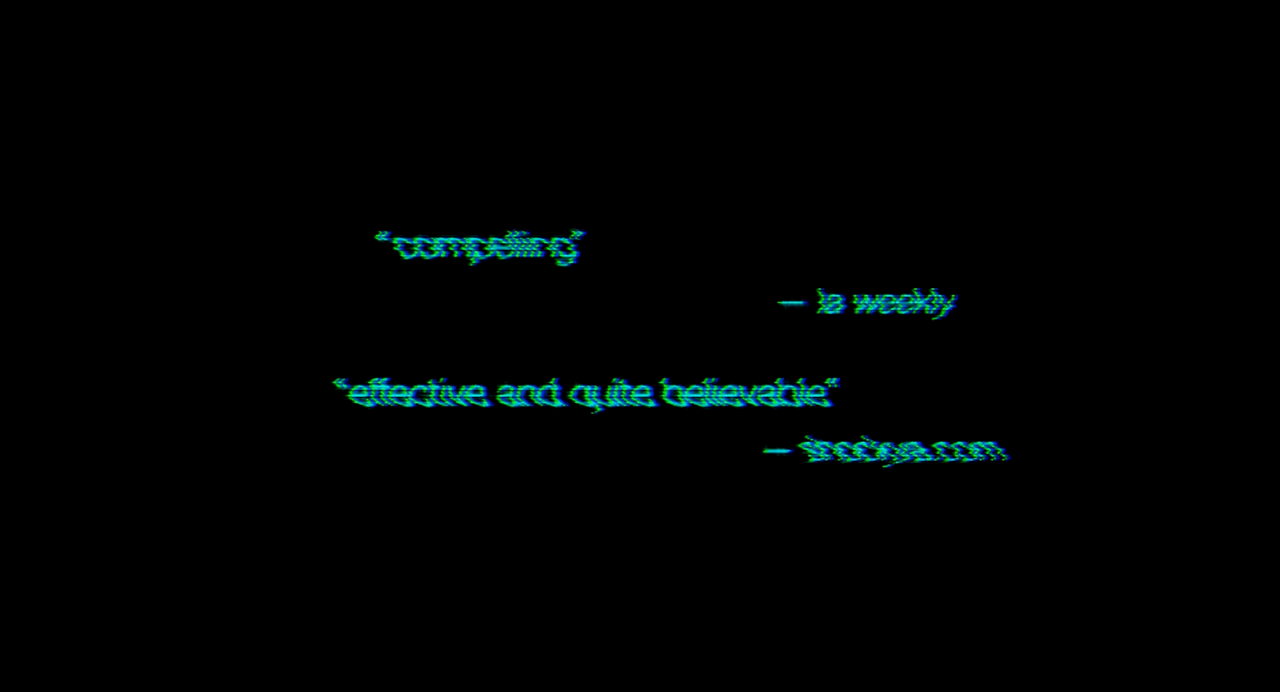 “compelling”
— la weekly
“effective and quite believable”
—